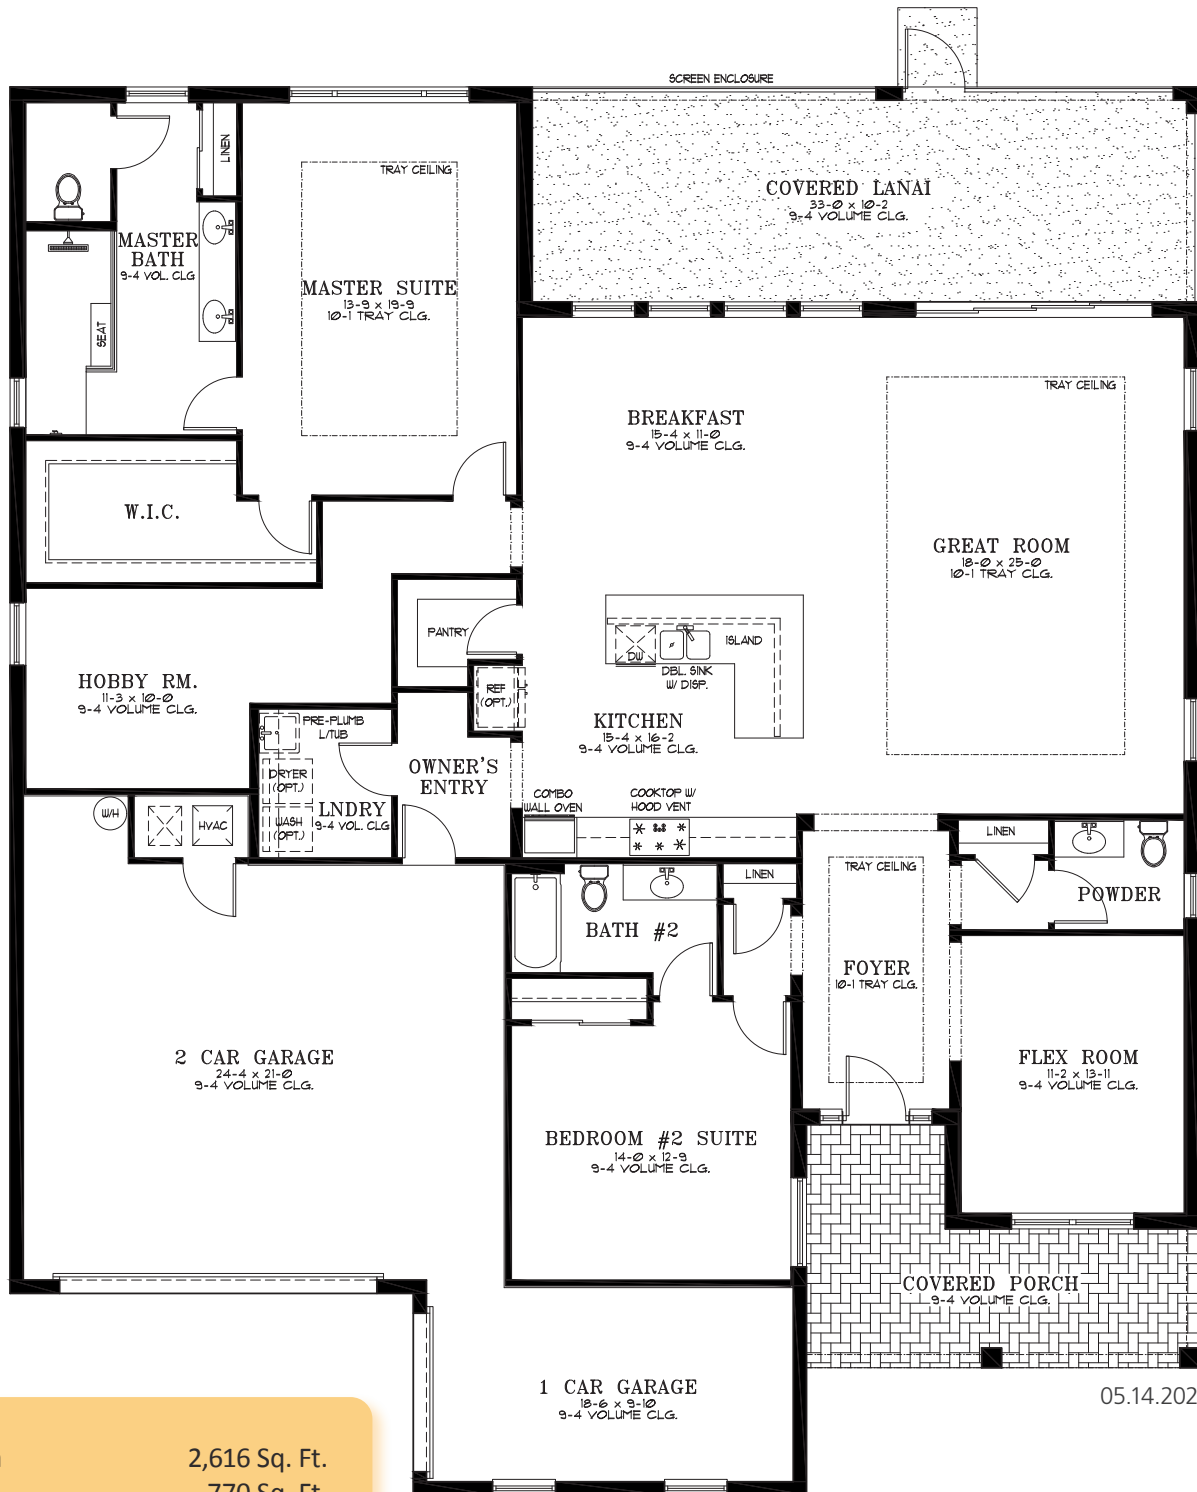 SCREEN ENCLOSURE
LINEN
TRAY CEILING
COVERED LANAI
33-0 x 10-2
9-4 VOLUME CLG.
MASTER
BATH
9-4 VOL. CLG
MASTER SUITE
13-9 x 19-9
10-1 TRAY CLG.
SEAT
TRAY CEILING
BREAKFAST
15-4 x 11-0
9-4 VOLUME CLG.
W.I.C.
GREAT ROOM
18-0 x 25-0
10-1 TRAY CLG.
PANTRY
ISLAND
DW
DBL. SINK
W/ DISP.
HOBBY RM.
11-3 x 10-0
9-4 VOLUME CLG.
REF
(OPT.)
KITCHEN
15-4 x 16-2
9-4 VOLUME CLG.
PRE-PLUMB
L/TUB
OWNER'S
ENTRY
DRYER
(OPT.)
LNDRY
9-4 VOL. CLG
WASH
(OPT.)
COMBO
WALL OVEN
COOKTOP W/
HOOD VENT
W/H
HVAC
LINEN
TRAY CEILING
LINEN
POWDER
BATH #2
FOYER
10-1 TRAY CLG.
2 CAR GARAGE
24-4 x 21-0
9-4 VOLUME CLG.
FLEX ROOM
11-2 x 13-11
9-4 VOLUME CLG.
BEDROOM #2 SUITE
14-0 x 12-9
9-4 VOLUME CLG.
COVERED PORCH
9-4 VOLUME CLG.
1 CAR GARAGE
18-6 x 9-10
9-4 VOLUME CLG.
05.14.202
2,616 Sq. Ft.
770 Sq. Ft.